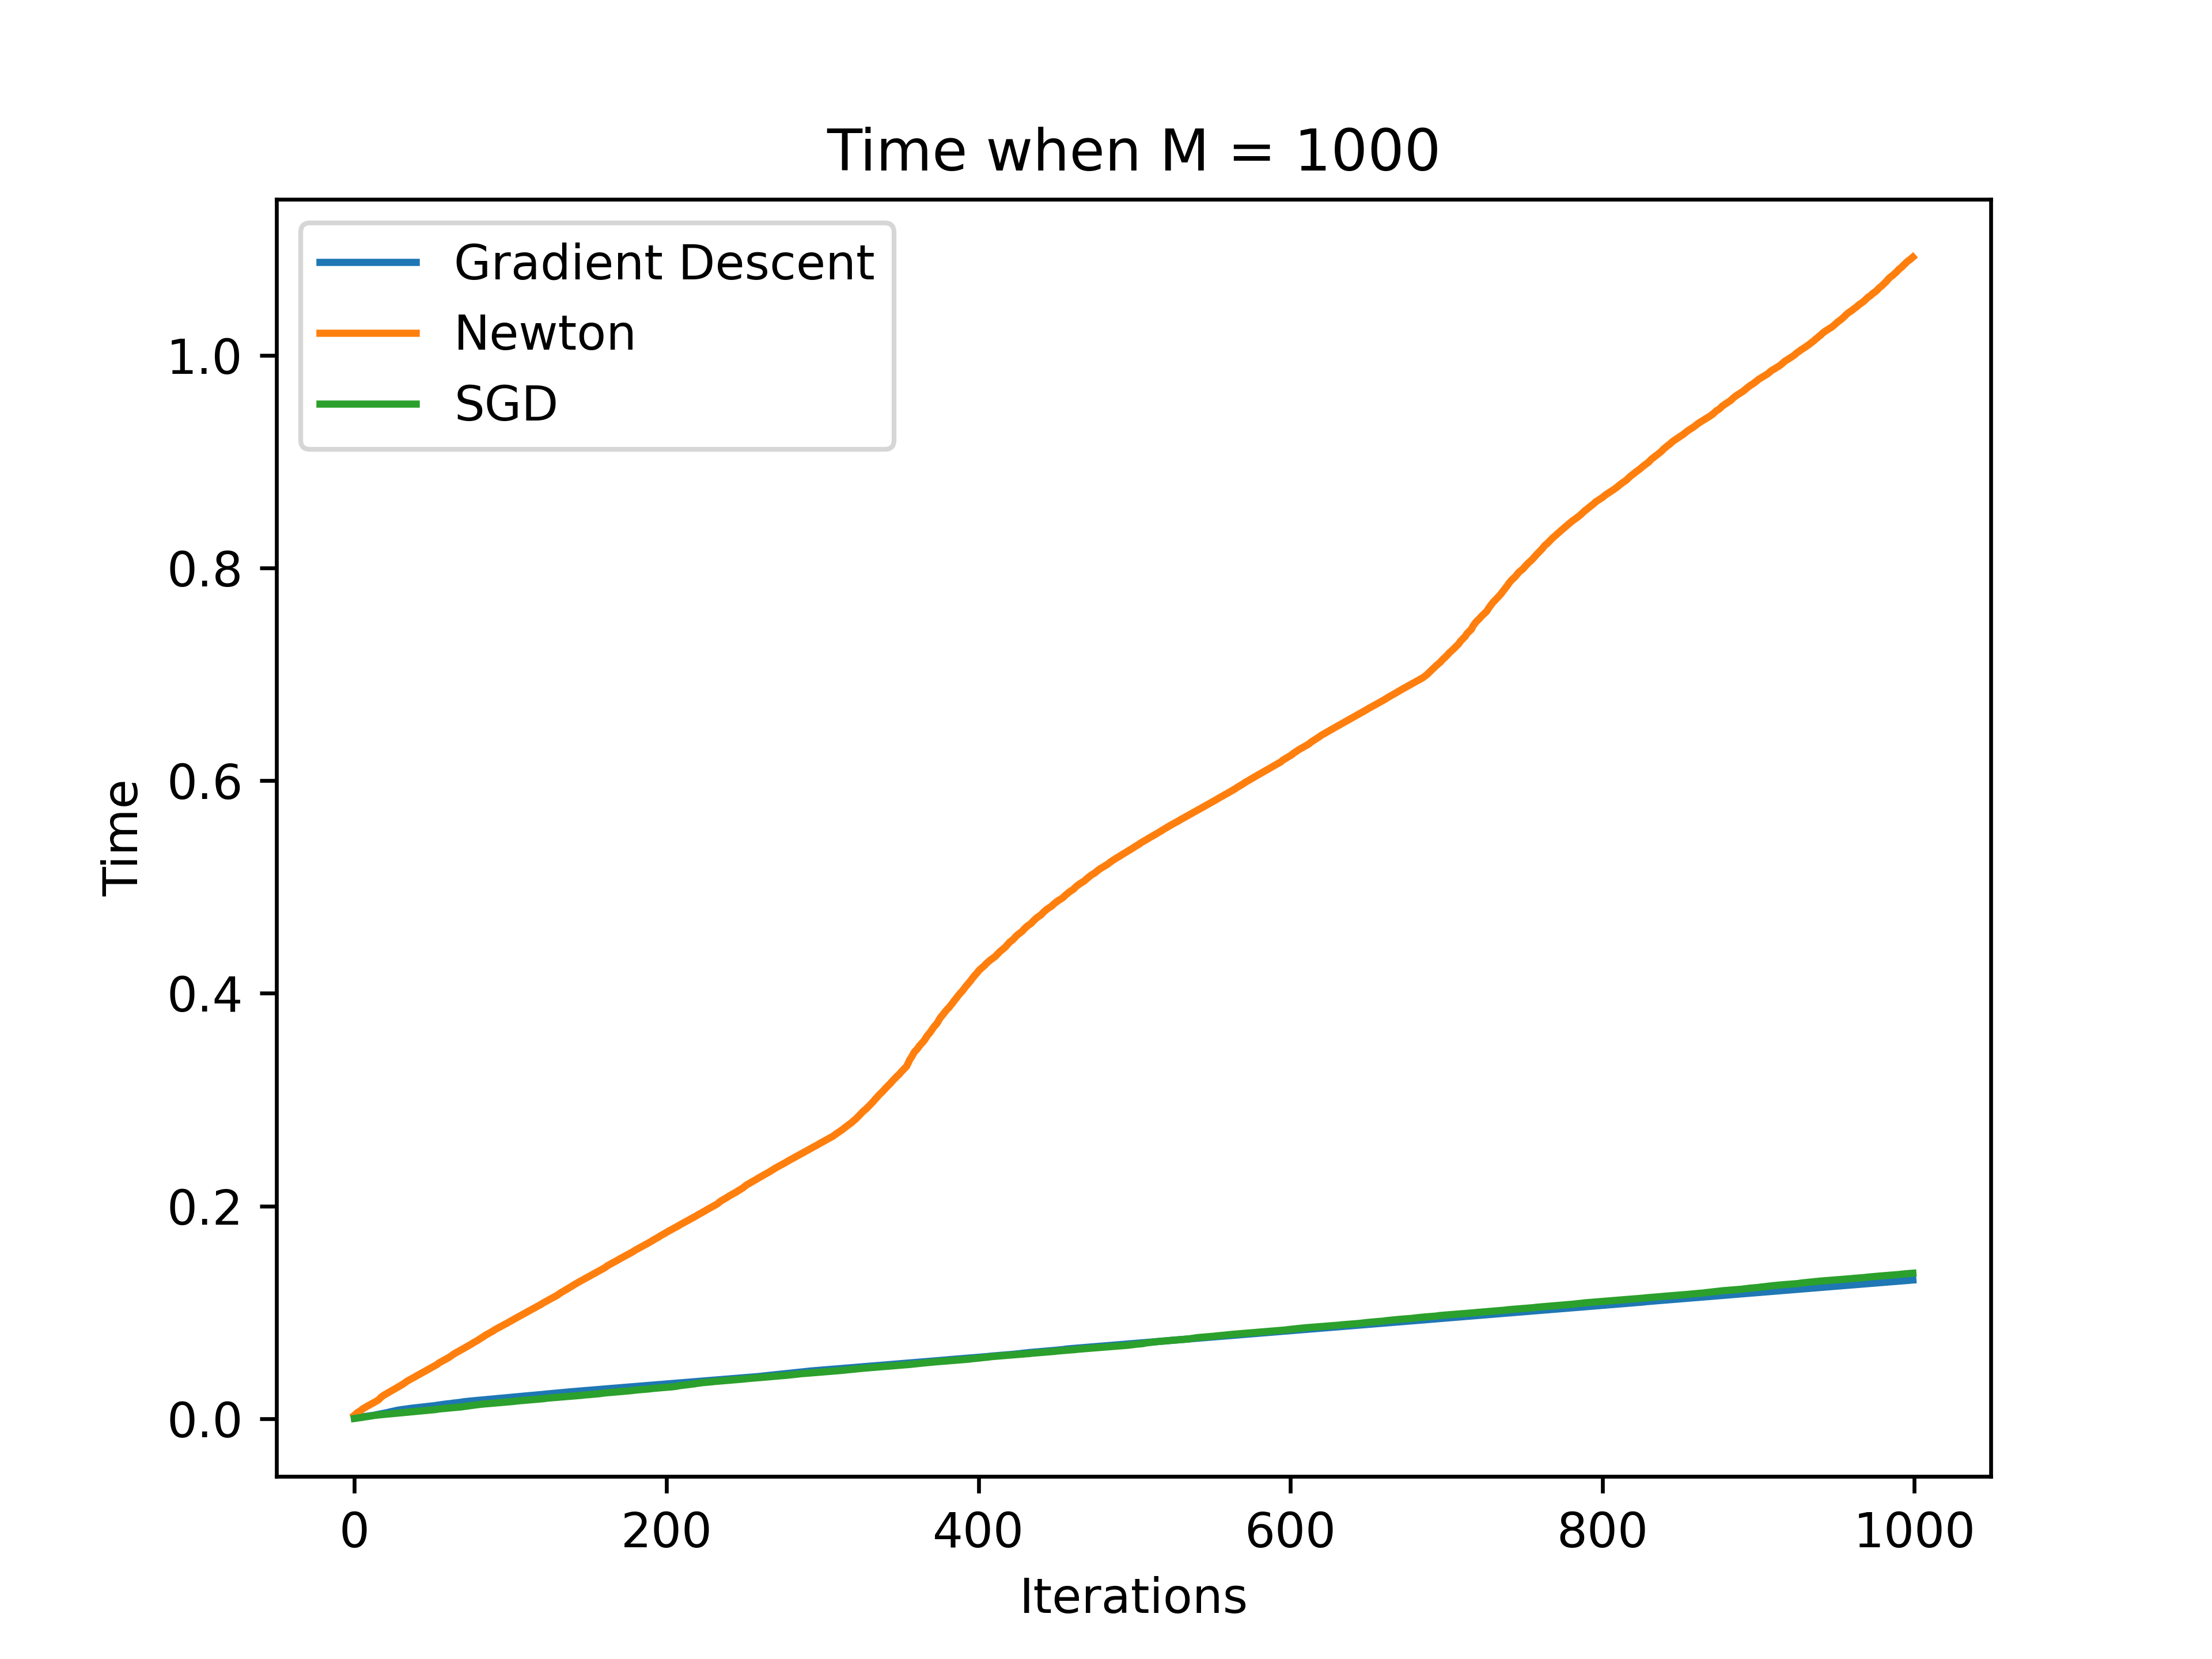 Time when M = 1000
Gradient Descent
Newton
SGD
1.0
0.8
0.6
0.4
0.2
0.0
Time
0 200 400 600 800 1000
Iterations